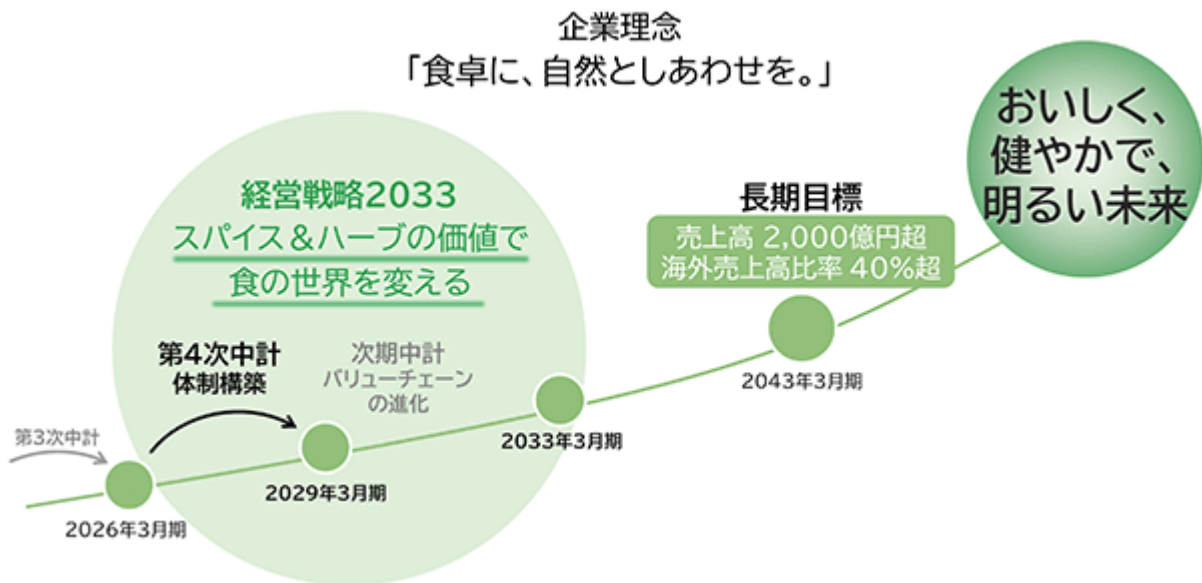 企業理念
「食卓に、自然としあわせを。」
おいしく、
健やかで、
明るい未来
経営戦略2033
スパイス＆ハーブの価値で
食の世界を変える
長期目標
売上高 2,000億円超
海外売上高比率 40%超
第4次中計
体制構築
次期中計
バリューチェーン
の進化
第3次中計
2026年3月期
2029年3月期
2033年3月期
2043年3月期